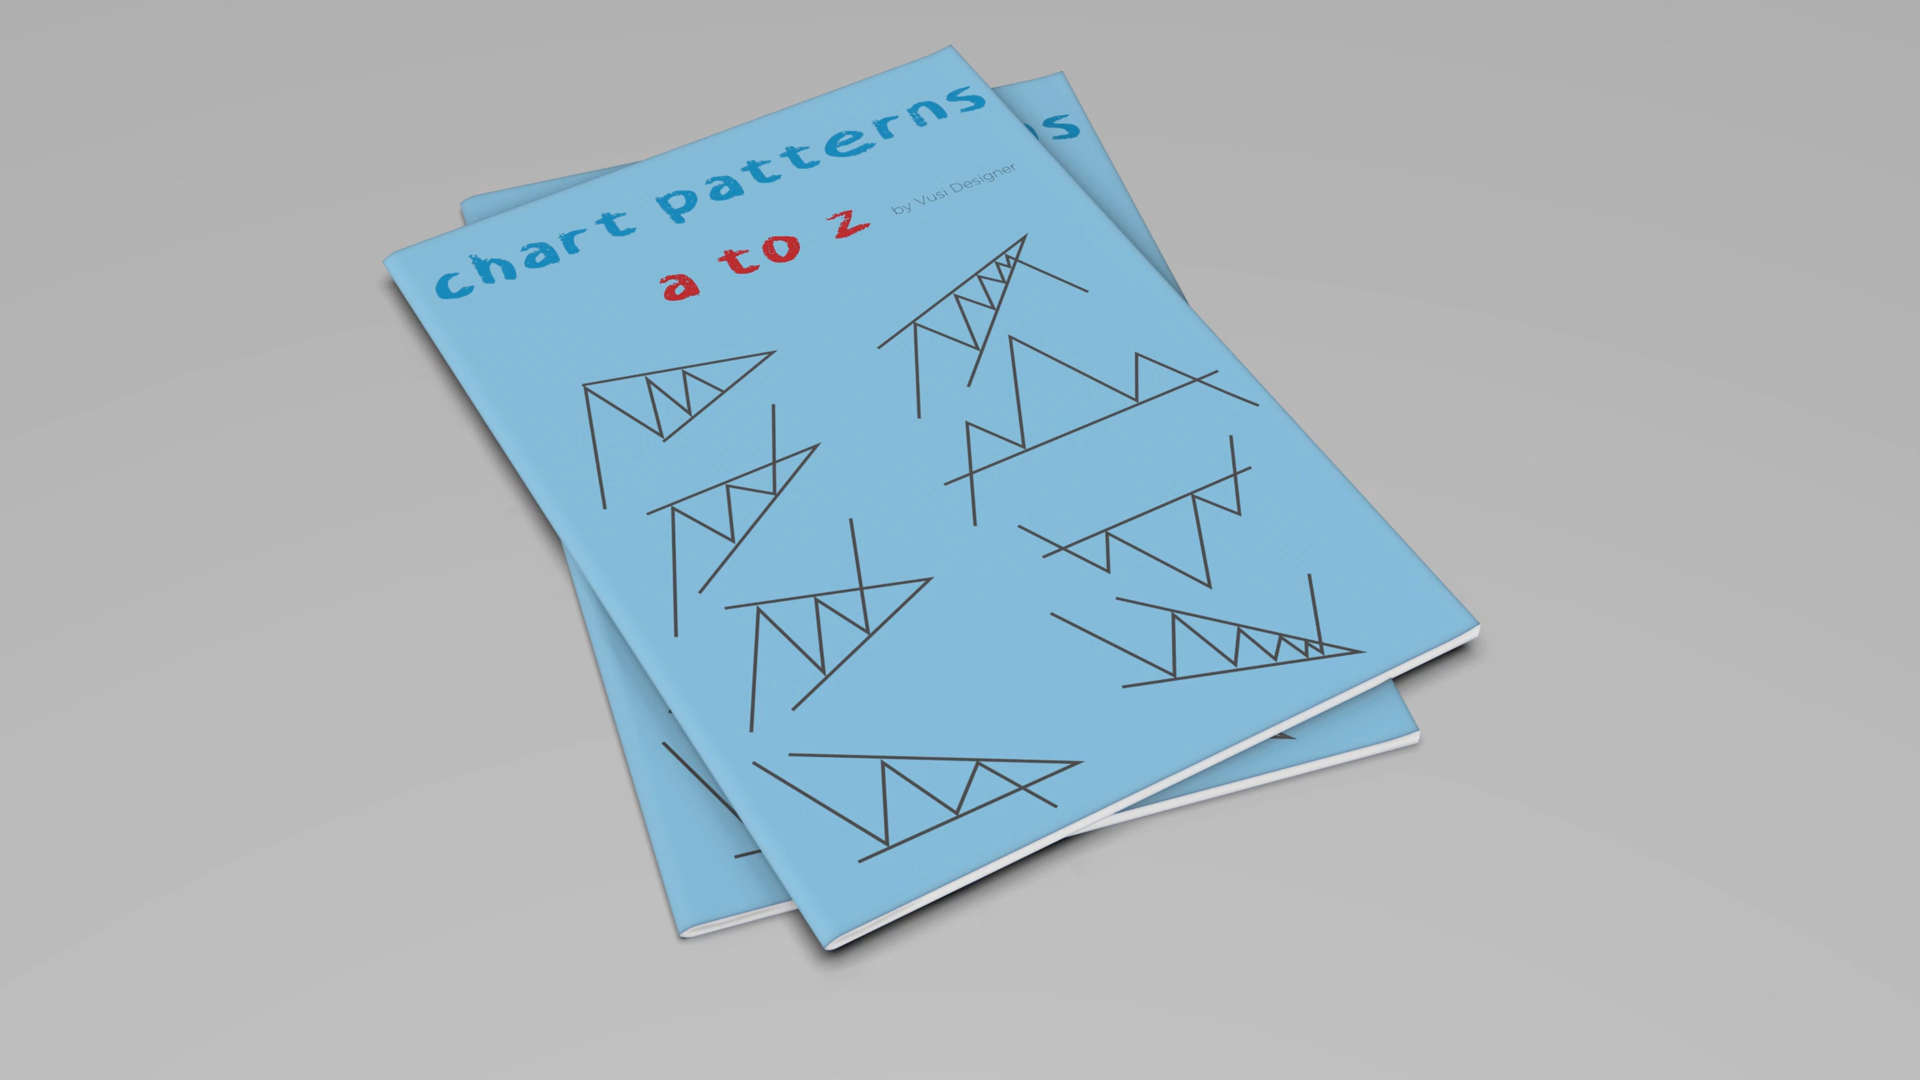 chart patterns
a to z
by Vusi Designer
s